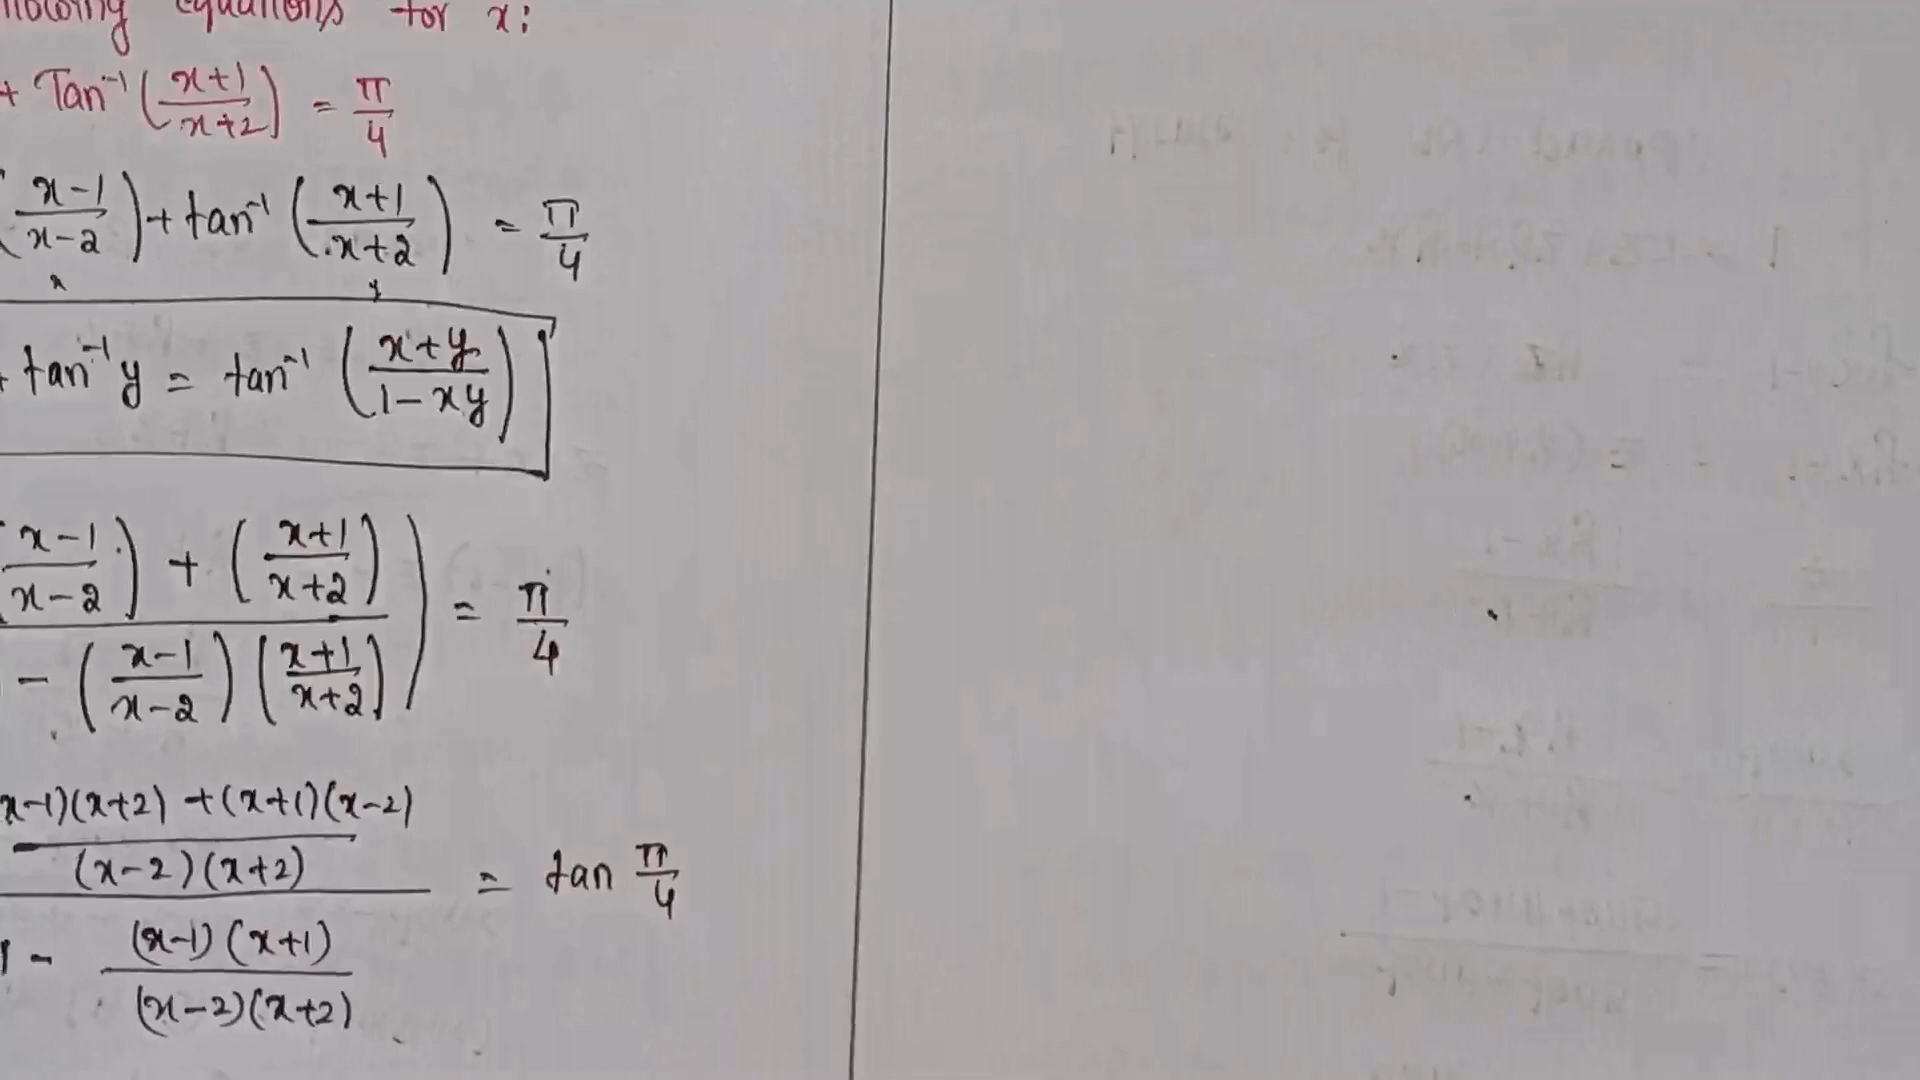 equations for x:
+ Tan⁻¹ (x+1/x+2) = π/4
(x-1/x-2) + tan⁻¹ (x+1/x+2) = π/4
x y
tan⁻¹ y = tan⁻¹ (x+y/1-xy)
(x-1/x-2) + (x+1/x+2)) = π/4
- (x-1/x-2) (x+1/x+2)
x-1)(x+2) + (x+1)(x-2)
(x-2)(x+2) = tan π/4
1 - (x-1)(x+1)
(x-2)(x+2)